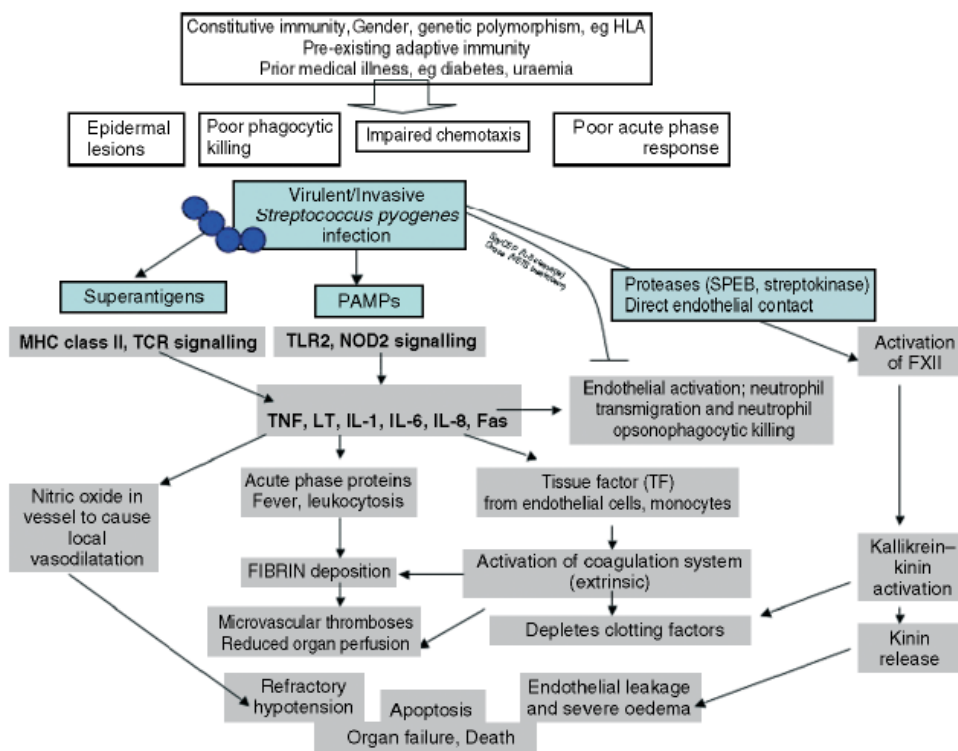 Constitutive immunity, Gender, genetic polymorphism, eg HLA
Pre-existing adaptive immunity
Prior medical illness, eg diabetes, uraemia
Epidermal
lesions
Poor phagocytic
killing
Impaired chemotaxis
Poor acute phase
response
Virulent/Invasive
Streptococcus pyogenes
infection
Superantigens
PAMPs
Proteases (SPEB, streptokinase)
Direct endothelial contact
MHC class II, TCR signalling
TLR2, NOD2 signalling
Activation
of FXII
TNF, LT, IL-1, IL-6, IL-8, Fas
Endothelial activation; neutrophil
transmigration and neutrophil
opsonophagocytic killing
Nitric oxide in
vessel to cause
local
vasodilatation
Acute phase proteins
Fever, leukocytosis
Tissue factor (TF)
from endothelial cells, monocytes
FIBRIN deposition
Activation of coagulation system
(extrinsic)
Kallikrein–
kinin
activation
Microvascular thromboses
Reduced organ perfusion
Depletes clotting factors
Kinin
release
Refractory
hypotension
Apoptosis
Endothelial leakage
and severe oedema
Organ failure, Death